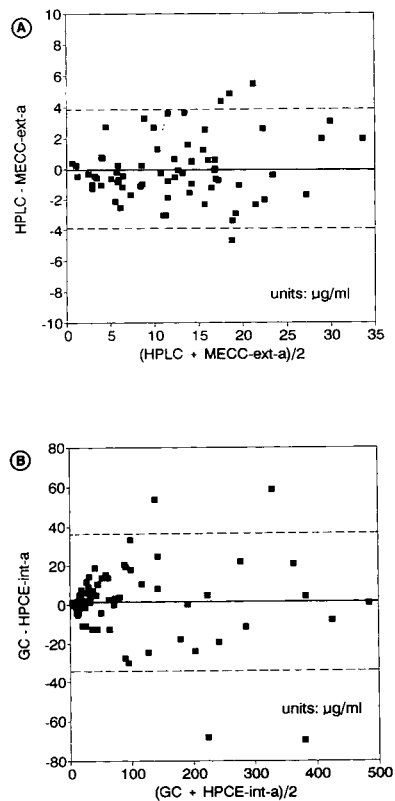 A
10
8
6
4
2
0
-2
-4
-6
-8
-10
HPLC - MECC-ext-a
units: µg/ml
0 5 10 15 20 25 30 35
(HPLC + MECC-ext-a)/2
B
80
60
40
20
0
-20
-40
-60
-80
GC - HPCE-int-a
units: µg/ml
0 100 200 300 400 500
(GC + HPCE-int-a)/2